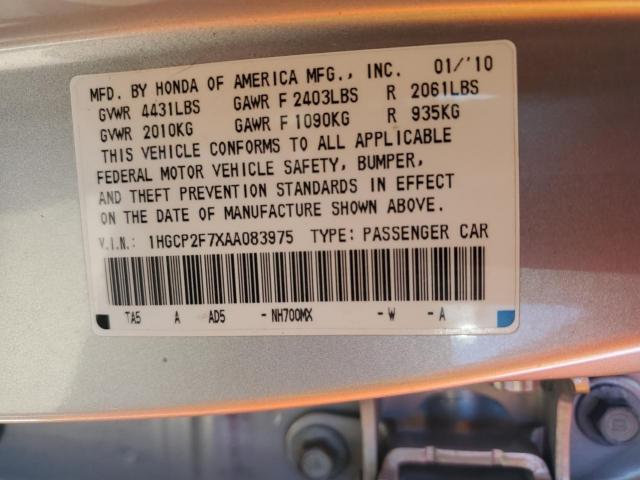 MFD. BY HONDA OF AMERICA MFG., INC. 01/'10
GVWR 4431LBS GAWR F 2403LBS R 2061LBS
GVWR 2010KG GAWR F 1090KG R 935KG
THIS VEHICLE CONFORMS TO ALL APPLICABLE
FEDERAL MOTOR VEHICLE SAFETY, BUMPER,
AND THEFT PREVENTION STANDARDS IN EFFECT
ON THE DATE OF MANUFACTURE SHOWN ABOVE.
V.I.N.: 1HGCP2F7XAA083975 TYPE: PASSENGER CAR
TA5 A AD5 - NH700MX - W - A